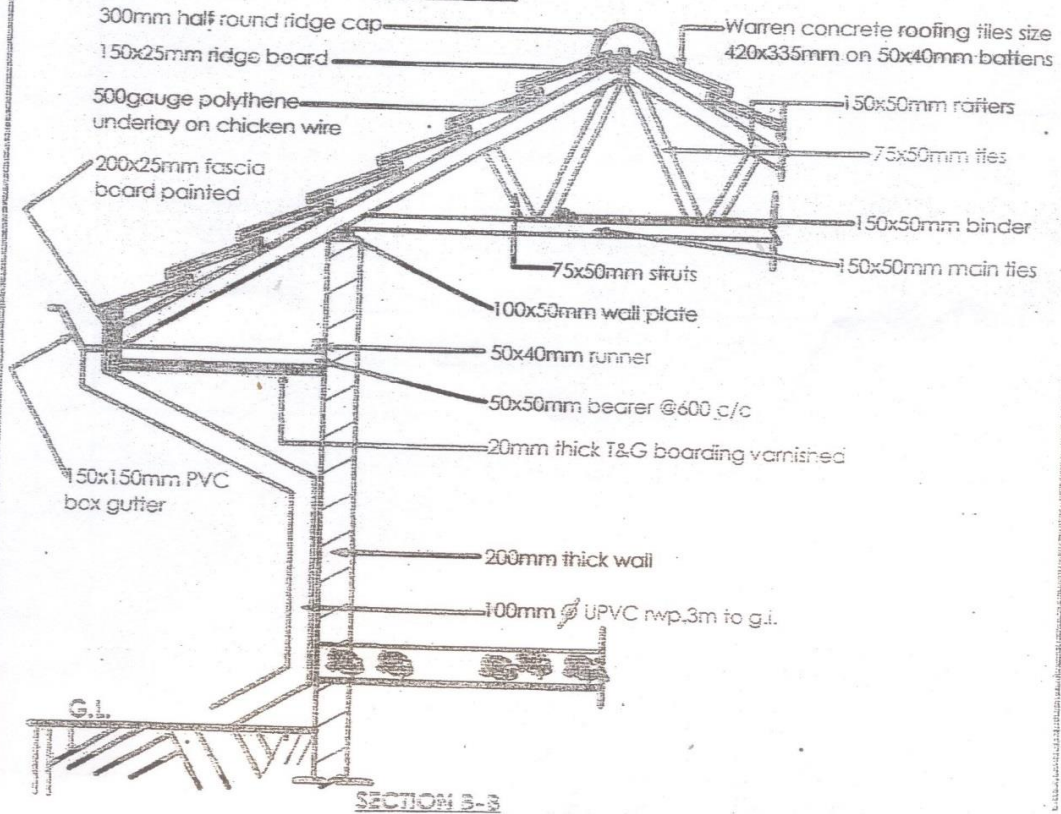 300mm half round ridge cap
150x25mm ridge board
500gauge polythene
underlay on chicken wire
200x25mm fascia
board painted
Warren concrete roofing tiles size
420x335mm on 50x40mm battens
150x50mm rafters
75x50mm ties
150x50mm binder
150x50mm main ties
75x50mm struts
100x50mm wall plate
50x40mm runner
50x50mm bearer @600 c/c
20mm thick T&G boarding varnished
150x150mm PVC
box gutter
200mm thick wall
100mm ϕ UPVC rwp.3m to g.l.
G.L.
SECTION B-B